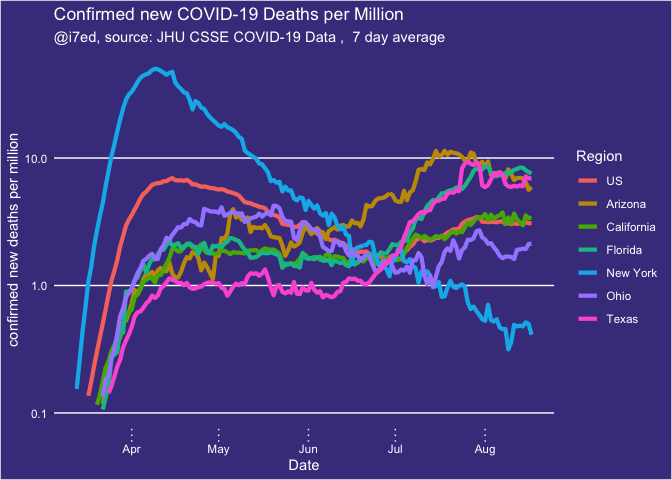 Confirmed new COVID-19 Deaths per Million
@i7ed, source: JHU CSSE COVID-19 Data , 7 day average
confirmed new deaths per million
10.0
1.0
0.1
Apr
May
Jun
Jul
Aug
Date
Region
US
Arizona
California
Florida
New York
Ohio
Texas